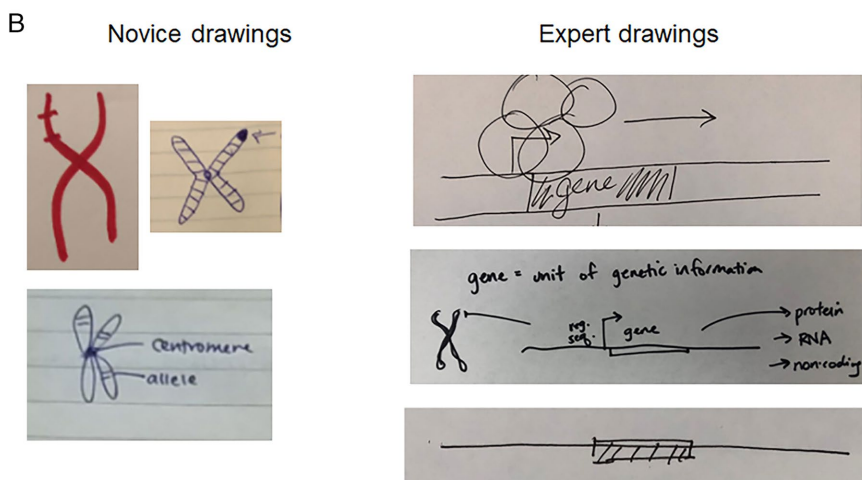 B
Novice drawings
Expert drawings
centromere
allele
gene
gene = unit of genetic information
reg. seq.
gene
protein
RNA
non-coding